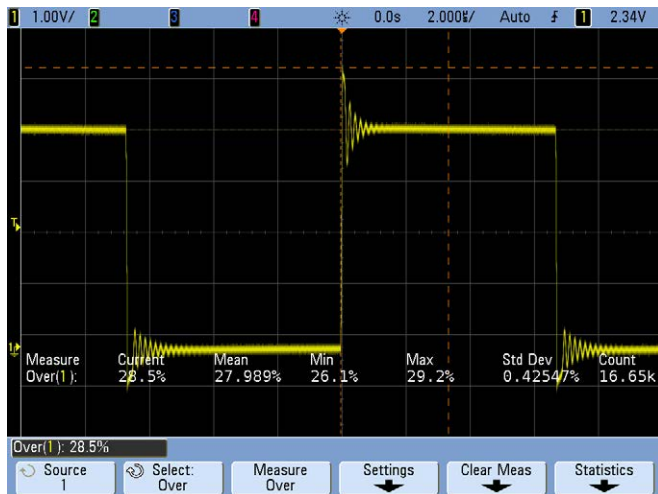 1 1.00V/ 2 3 4 0.0s 2.000µ/ Auto 1 2.34V
T
1
Measure Current Mean Min Max Std Dev Count
Over(1): 28.5% 27.989% 26.1% 29.2% 0.42547% 16.65k
Over(1): 28.5%
Source Select: Measure Settings Clear Meas Statistics
1 Over Over